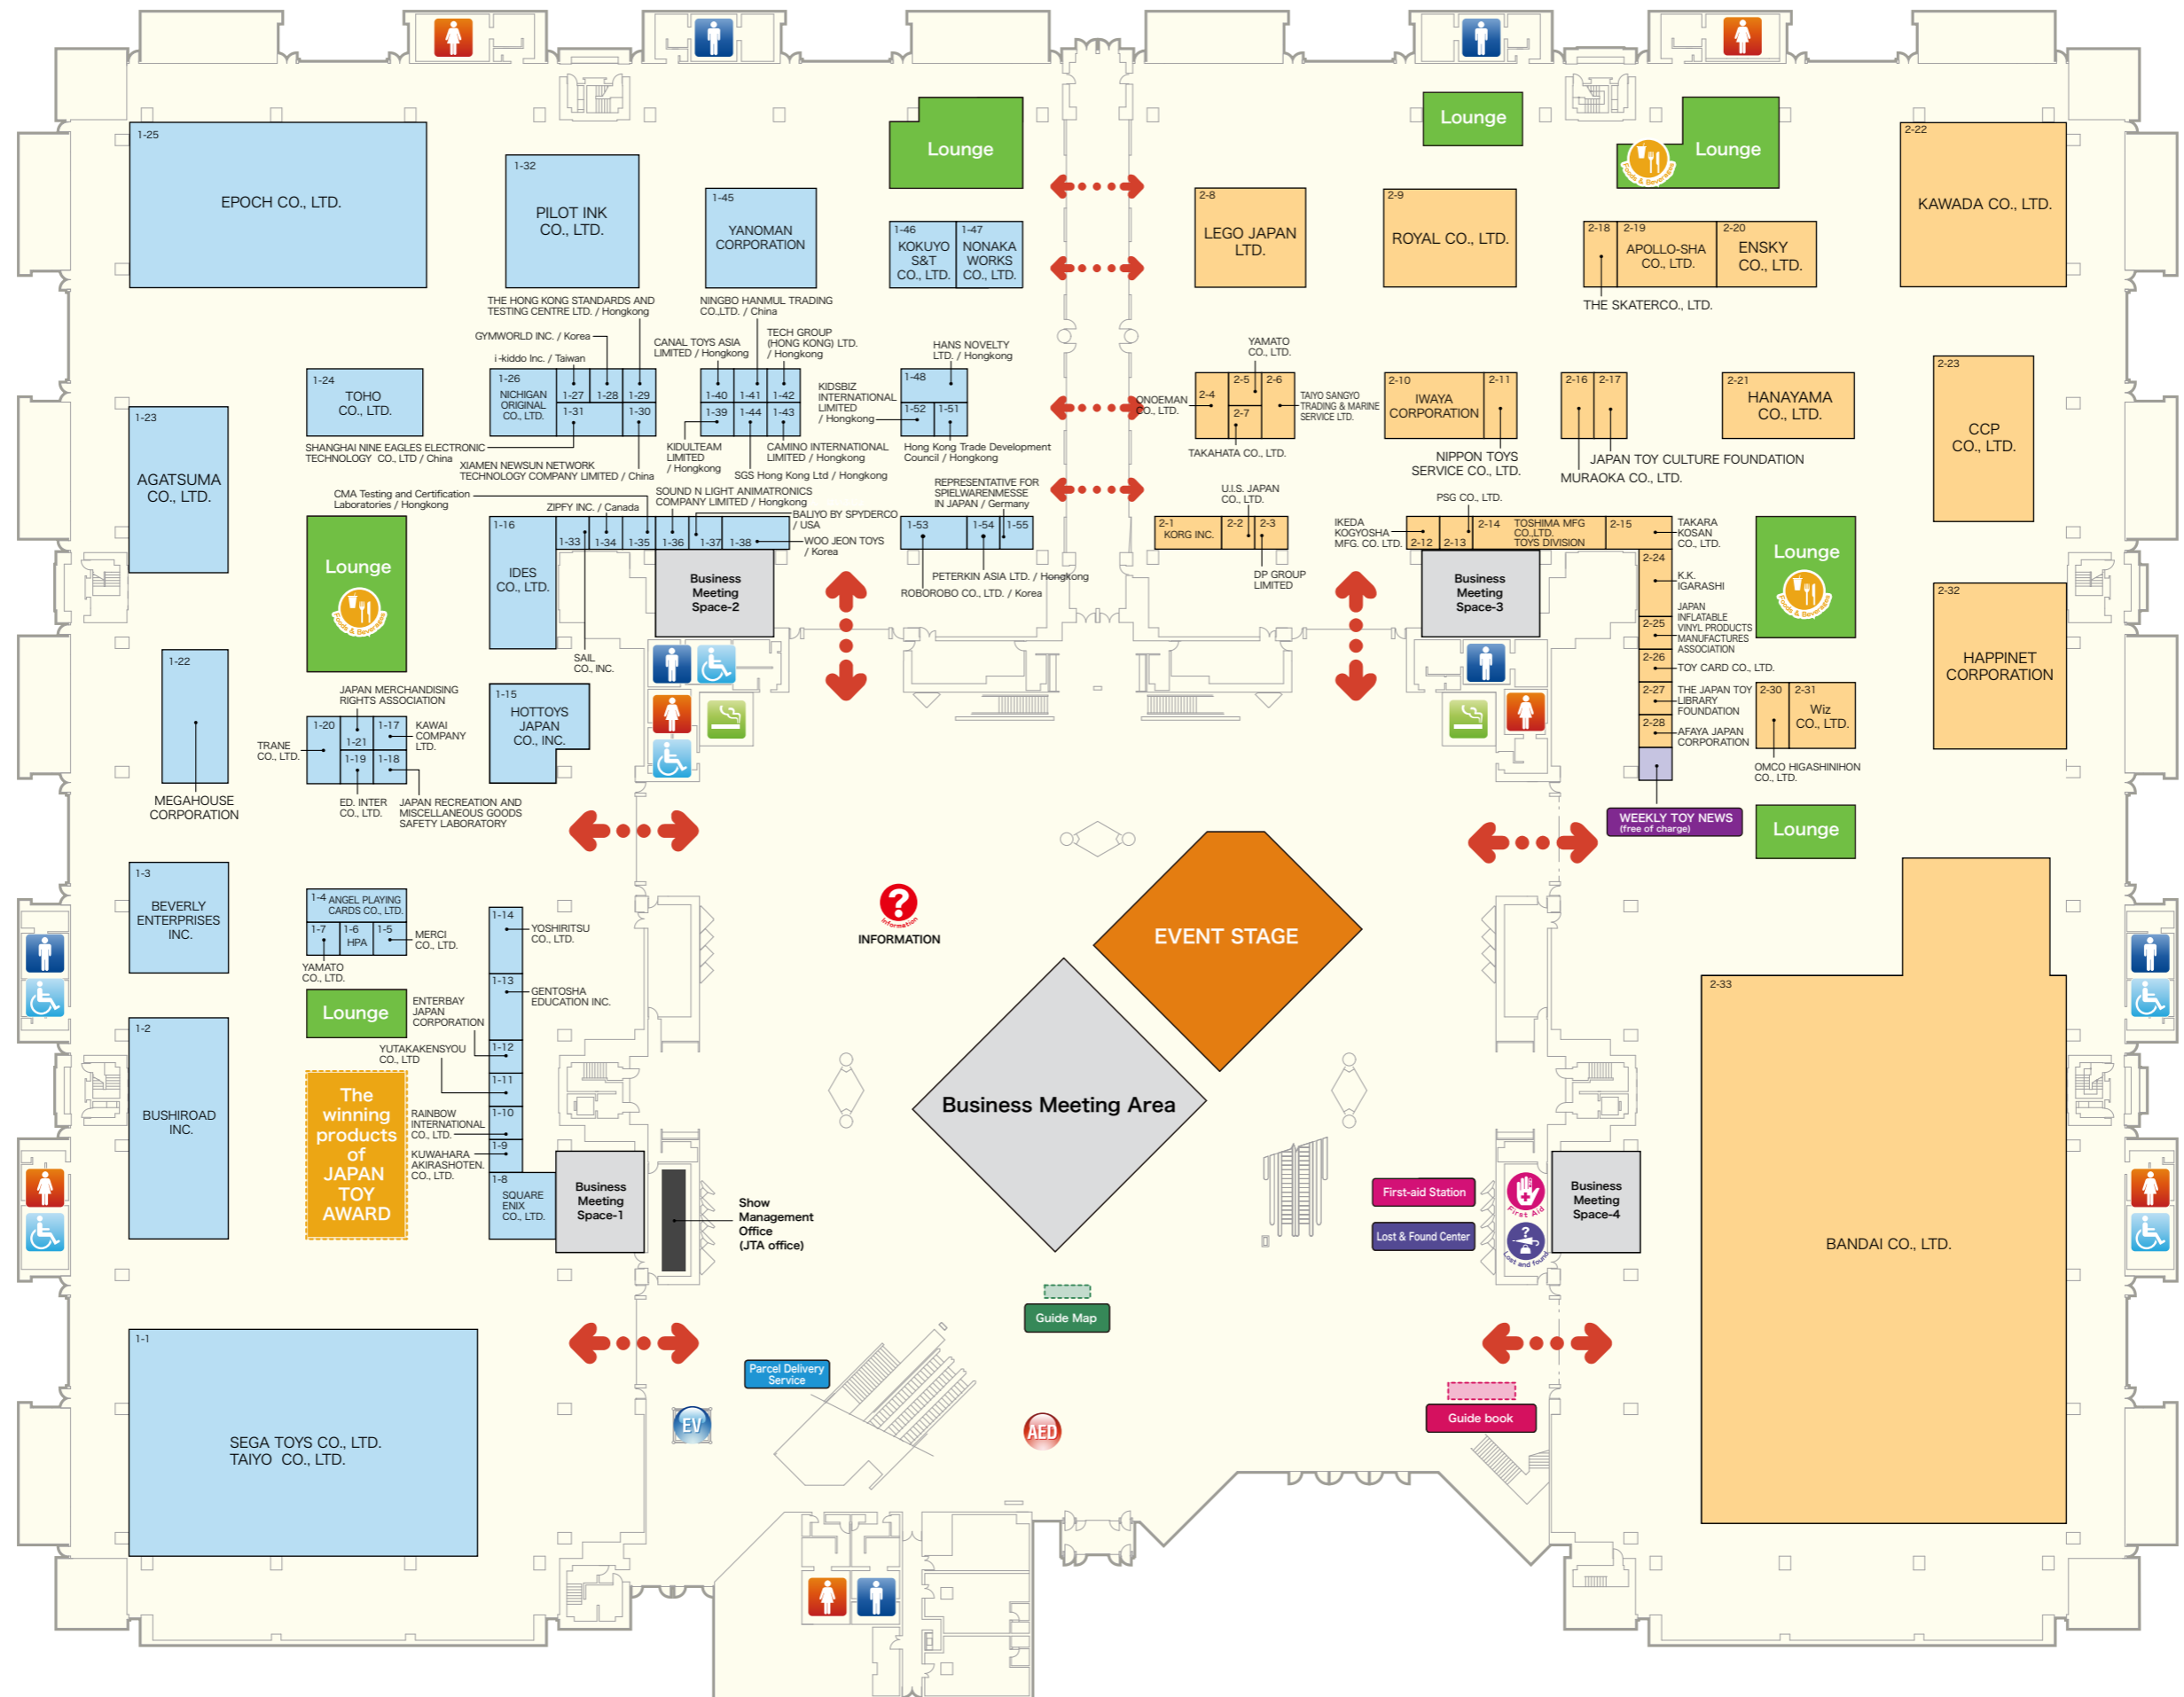 1-25
EPOCH CO., LTD.
1-32
PILOT INK
CO., LTD.
1-45
YANOMAN
CORPORATION
Lounge
1-46
KOKUYO
S&T
CO., LTD.
1-47
NONAKA
WORKS
CO., LTD.
2-8
LEGO JAPAN
LTD.
2-9
ROYAL CO., LTD.
Lounge
Lounge
Foods & Beverages
2-18
2-19
APOLLO-SHA
CO., LTD.
2-20
ENSKY
CO., LTD.
THE SKATERCO., LTD.
2-22
KAWADA CO., LTD.
THE HONG KONG STANDARDS AND
TESTING CENTRE LTD. / Hongkong
GYMWORLD INC. / Korea
i-kiddo Inc. / Taiwan
NINGBO HANMUL TRADING
CO.,LTD. / China
CANAL TOYS ASIA
LIMITED / Hongkong
TECH GROUP
(HONG KONG) LTD.
/ Hongkong
HANS NOVELTY
LTD. / Hongkong
1-24
TOHO
CO., LTD.
1-26
NICHIGAN
ORIGINAL
CO., LTD.
1-27
1-28
1-29
1-31
1-30
1-40
1-41
1-42
1-39
1-44
1-43
KIDSBIZ
INTERNATIONAL
LIMITED
/ Hongkong
1-48
1-52
1-51
SHANGHAI NINE EAGLES ELECTRONIC
TECHNOLOGY CO., LTD / China
XIAMEN NEWSUN NETWORK
TECHNOLOGY COMPANY LIMITED / China
KIDULTEAM
LIMITED
/ Hongkong
CAMINO INTERNATIONAL
LIMITED / Hongkong
SGS Hong Kong Ltd / Hongkong
Hong Kong Trade Development
Council / Hongkong
YAMATO
CO., LTD.
ONOEMAN
CO., LTD.
2-4
2-5
2-6
2-7
TAIYO SANGYO
TRADING & MARINE
SERVICE LTD.
TAKAHATA CO., LTD.
2-10
IWAYA
CORPORATION
2-11
NIPPON TOYS
SERVICE CO., LTD.
2-16
2-17
JAPAN TOY CULTURE FOUNDATION
MURAOKA CO., LTD.
2-21
HANAYAMA
CO., LTD.
2-23
CCP
CO., LTD.
1-23
AGATSUMA
CO., LTD.
CMA Testing and Certification
Laboratories / Hongkong
ZIPFY INC. / Canada
SOUND N LIGHT ANIMATRONICS
COMPANY LIMITED / Hongkong
BALIYO BY SPYDERCO
/ USA
WOO JEON TOYS
/ Korea
1-16
IDES
CO., LTD.
1-33
1-34
1-35
1-36
1-37
1-38
SAIL
CO., INC.
Business
Meeting
Space-2
REPRESENTATIVE FOR
SPIELWARENMESSE
IN JAPAN / Germany
1-53
1-54
1-55
PETERKIN ASIA LTD. / Hongkong
ROBOROBO CO., LTD. / Korea
U.I.S. JAPAN
CO., LTD.
2-1
KORG INC.
2-2
2-3
DP GROUP
LIMITED
PSG CO., LTD.
IKEDA
KOGYOSHA
MFG. CO. LTD.
2-12
2-13
2-14
TOSHIMA MFG
CO.,LTD.
TOYS DIVISION
2-15
TAKARA
KOSAN
CO., LTD.
Business
Meeting
Space-3
2-24
K.K.
IGARASHI
2-25
JAPAN
INFLATABLE
VINYL PRODUCTS
MANUFACTURES
ASSOCIATION
2-26
TOY CARD CO., LTD.
2-27
THE JAPAN TOY
LIBRARY
FOUNDATION
2-28
AFAYA JAPAN
CORPORATION
WEEKLY TOY NEWS
(free of charge)
Lounge
Foods & Beverages
2-32
HAPPINET
CORPORATION
2-30
2-31
Wiz
CO., LTD.
OMCO HIGASHINIHON
CO., LTD.
Lounge
Lounge
Foods & Beverages
1-22
MEGAHOUSE
CORPORATION
JAPAN MERCHANDISING
RIGHTS ASSOCIATION
1-20
1-21
1-17
1-19
1-18
KAWAI
COMPANY
LTD.
TRANE
CO., LTD.
ED. INTER
CO., LTD.
JAPAN RECREATION AND
MISCELLANEOUS GOODS
SAFETY LABORATORY
1-15
HOTTOYS
JAPAN
CO., INC.
1-3
BEVERLY
ENTERPRISES
INC.
1-4
ANGEL PLAYING
CARDS CO., LTD.
1-7
1-6
HPA
1-5
MERCI
CO., LTD.
YAMATO
CO., LTD.
1-14
YOSHIRITSU
CO., LTD.
1-13
GENTOSHA
EDUCATION INC.
Lounge
ENTERBAY
JAPAN
CORPORATION
1-12
YUTAKAKENSYOU
CO., LTD
1-11
RAINBOW
INTERNATIONAL
CO., LTD.
1-10
KUWAHARA
AKIRASHOTEN.
CO., LTD.
1-9
1-8
SQUARE
ENIX
CO., LTD.
Business
Meeting
Space-1
1-2
BUSHIROAD
INC.
The
winning
products
of
JAPAN
TOY
AWARD
Show
Management
Office
(JTA office)
Information
INFORMATION
EVENT STAGE
Business Meeting Area
First-aid Station
First Aid
Lost & Found Center
Lost and found
Business
Meeting
Space-4
2-33
BANDAI CO., LTD.
Guide Map
Parcel Delivery
Service
EV
AED
Guide book
1-1
SEGA TOYS CO., LTD.
TAIYO CO., LTD.